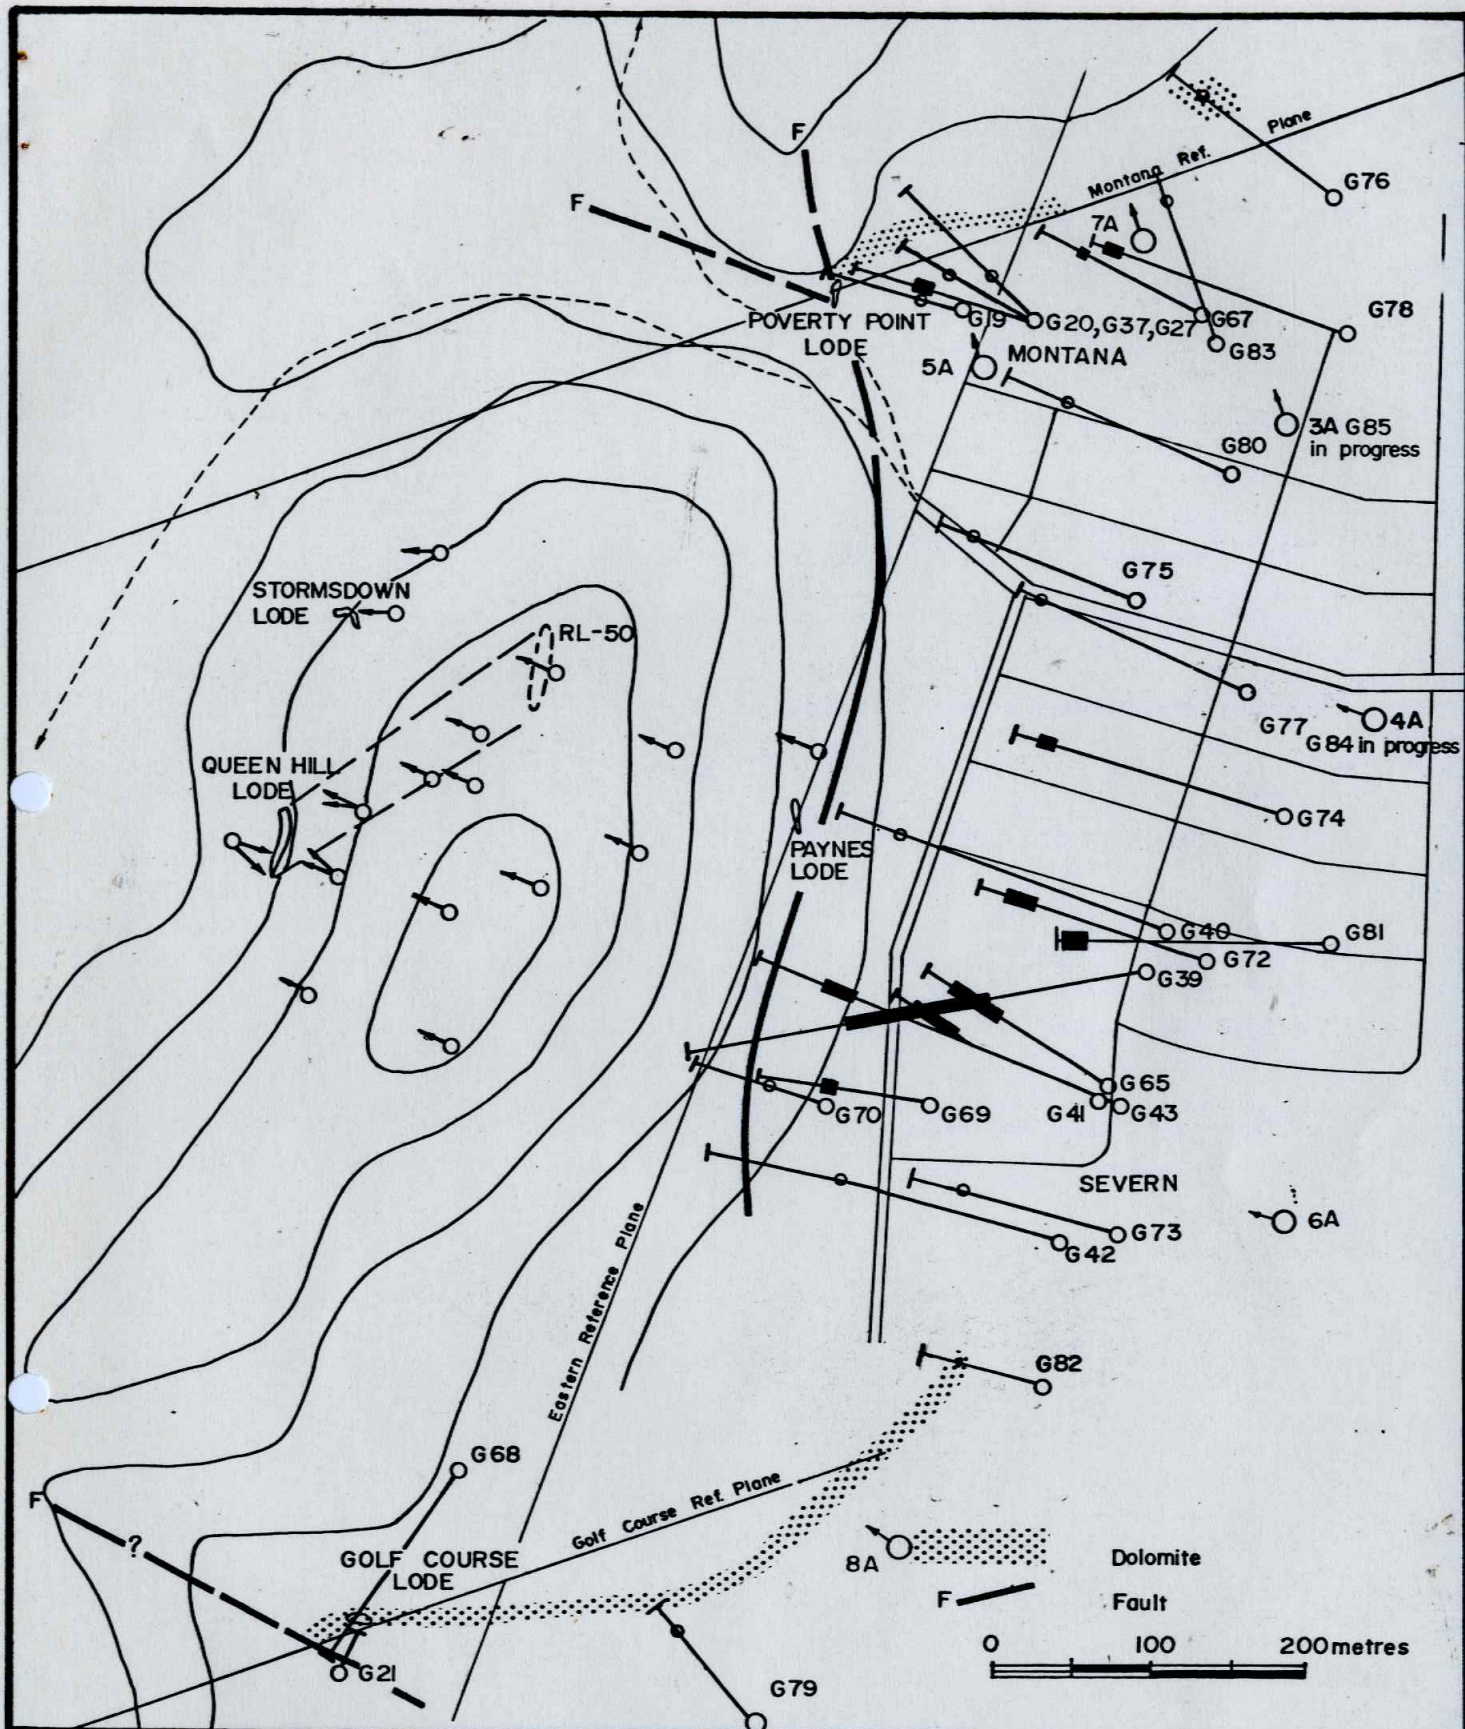 F
F
G76
Montana Ref. Plane
7A
G78
POVERTY POINT
LODE
G19
G20,G37,G27
G67
G83
5A
MONTANA
3A G85
in progress
G80
G75
STORMSDOWN
LODE
RL-50
G77
4A
G84 in progress
QUEEN HILL
LODE
G74
PAYNES
LODE
G40
G81
G72
G39
G65
G70
G69
G41
G43
SEVERN
6A
G73
G42
Eastern Reference Plane
G82
G68
F
?
Golf Course Ref. Plane
GOLF COURSE
LODE
8A
Dolomite
F
Fault
G21
G79
0 100 200 metres